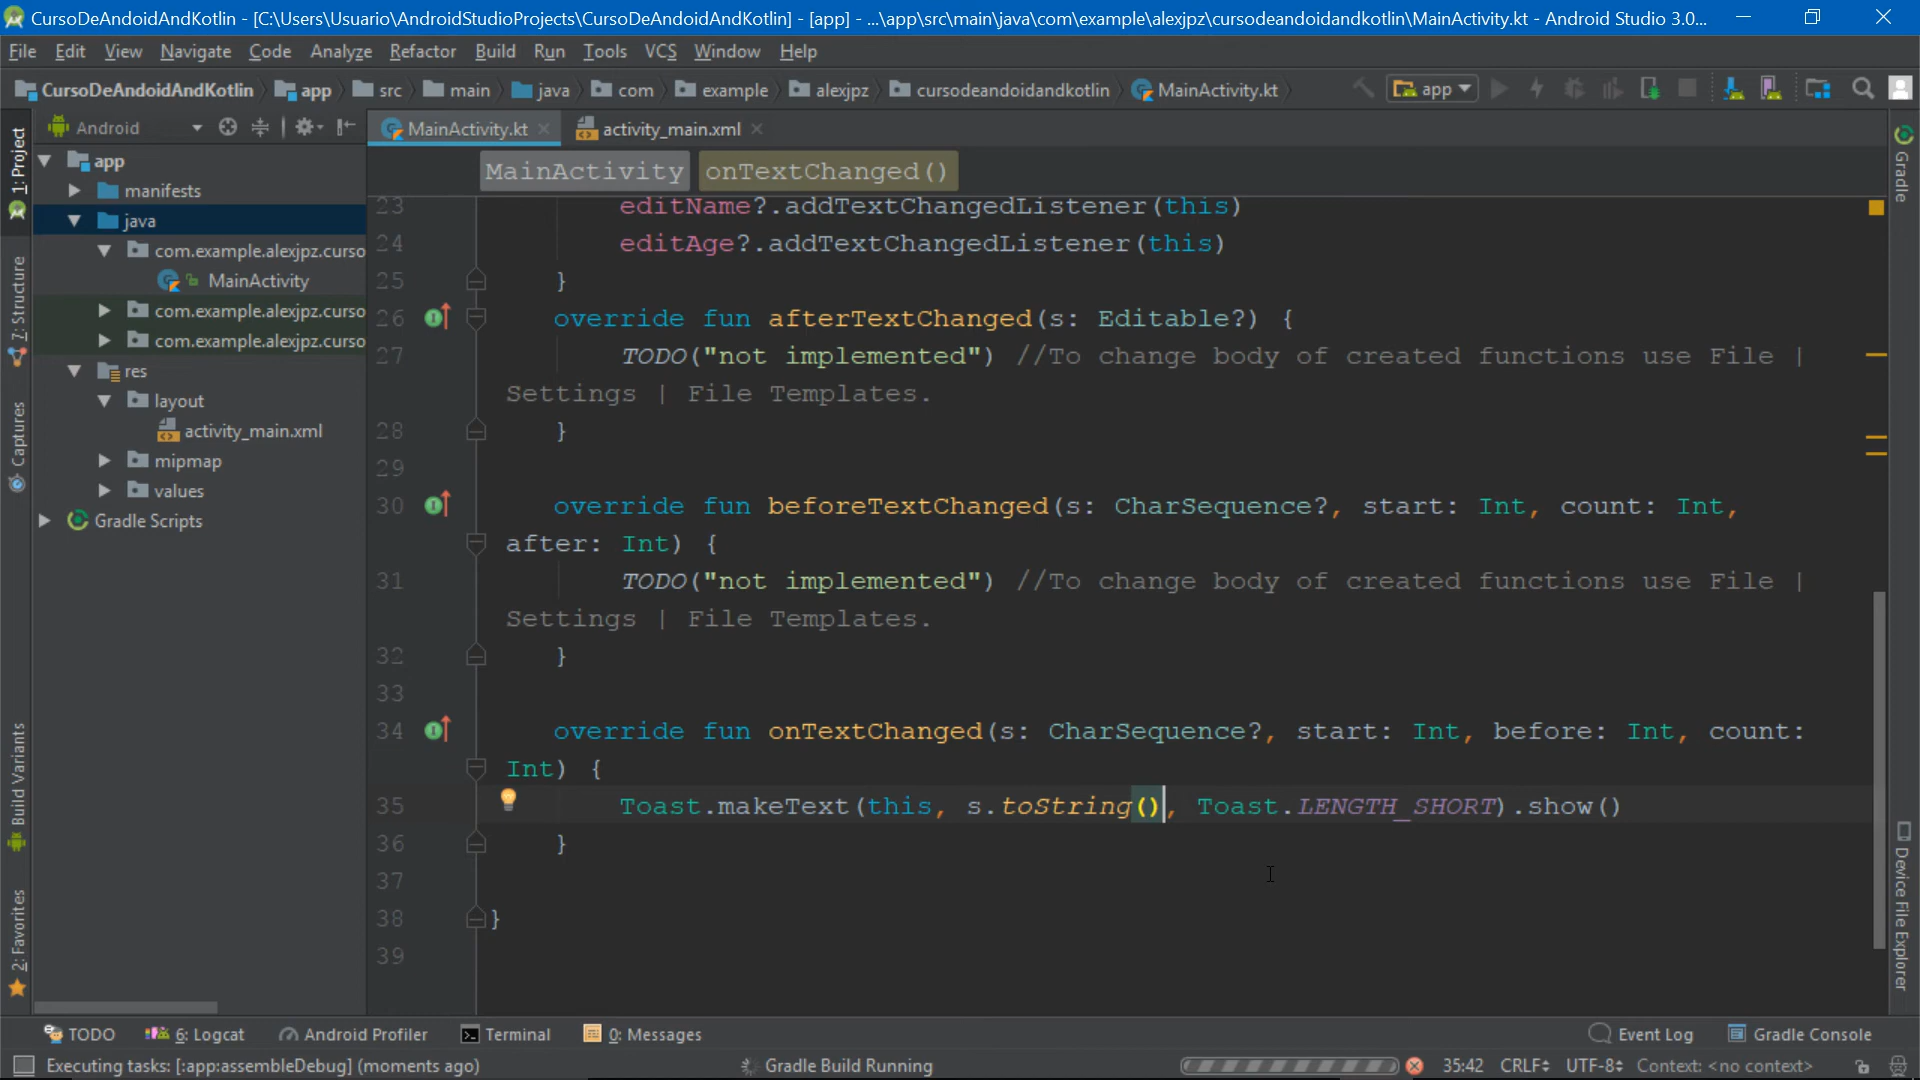 CursoDeAndoidAndKotlin - [C:\Users\Usuario\AndroidStudioProjects\CursoDeAndoidAndKotlin] - [app] - ...\app\src\main\java\com\example\alexjpz\cursodeandoidandkotlin\MainActivity.kt - Android Studio 3.0...
File Edit View Navigate Code Analyze Refactor Build Run Tools VCS Window Help
CursoDeAndoidAndKotlin app src main java com example alexjpz cursodeandoidandkotlin MainActivity.kt app
1: Project
7: Structure
Captures
Build Variants
2: Favorites
Android
app
manifests
java
com.example.alexjpz.curso
MainActivity
com.example.alexjpz.curso
com.example.alexjpz.curso
res
layout
activity_main.xml
mipmap
values
Gradle Scripts
MainActivity.kt activity_main.xml
MainActivity onTextChanged()
23 editName?.addTextChangedListener(this)
24 editAge?.addTextChangedListener(this)
25 }
26 override fun afterTextChanged(s: Editable?) {
27 TODO("not implemented") //To change body of created functions use File |
Settings | File Templates.
28 }
29
30 override fun beforeTextChanged(s: CharSequence?, start: Int, count: Int,
after: Int) {
31 TODO("not implemented") //To change body of created functions use File |
Settings | File Templates.
32 }
33
34 override fun onTextChanged(s: CharSequence?, start: Int, before: Int, count:
Int) {
35 Toast.makeText(this, s.toString(), Toast.LENGTH_SHORT).show()
36 }
37
38 }
39
Gradle
Device File Explorer
TODO 6: Logcat Android Profiler Terminal 0: Messages Event Log Gradle Console
Executing tasks: [:app:assembleDebug] (moments ago) Gradle Build Running 35:42 CRLF UTF-8 Context: <no context>